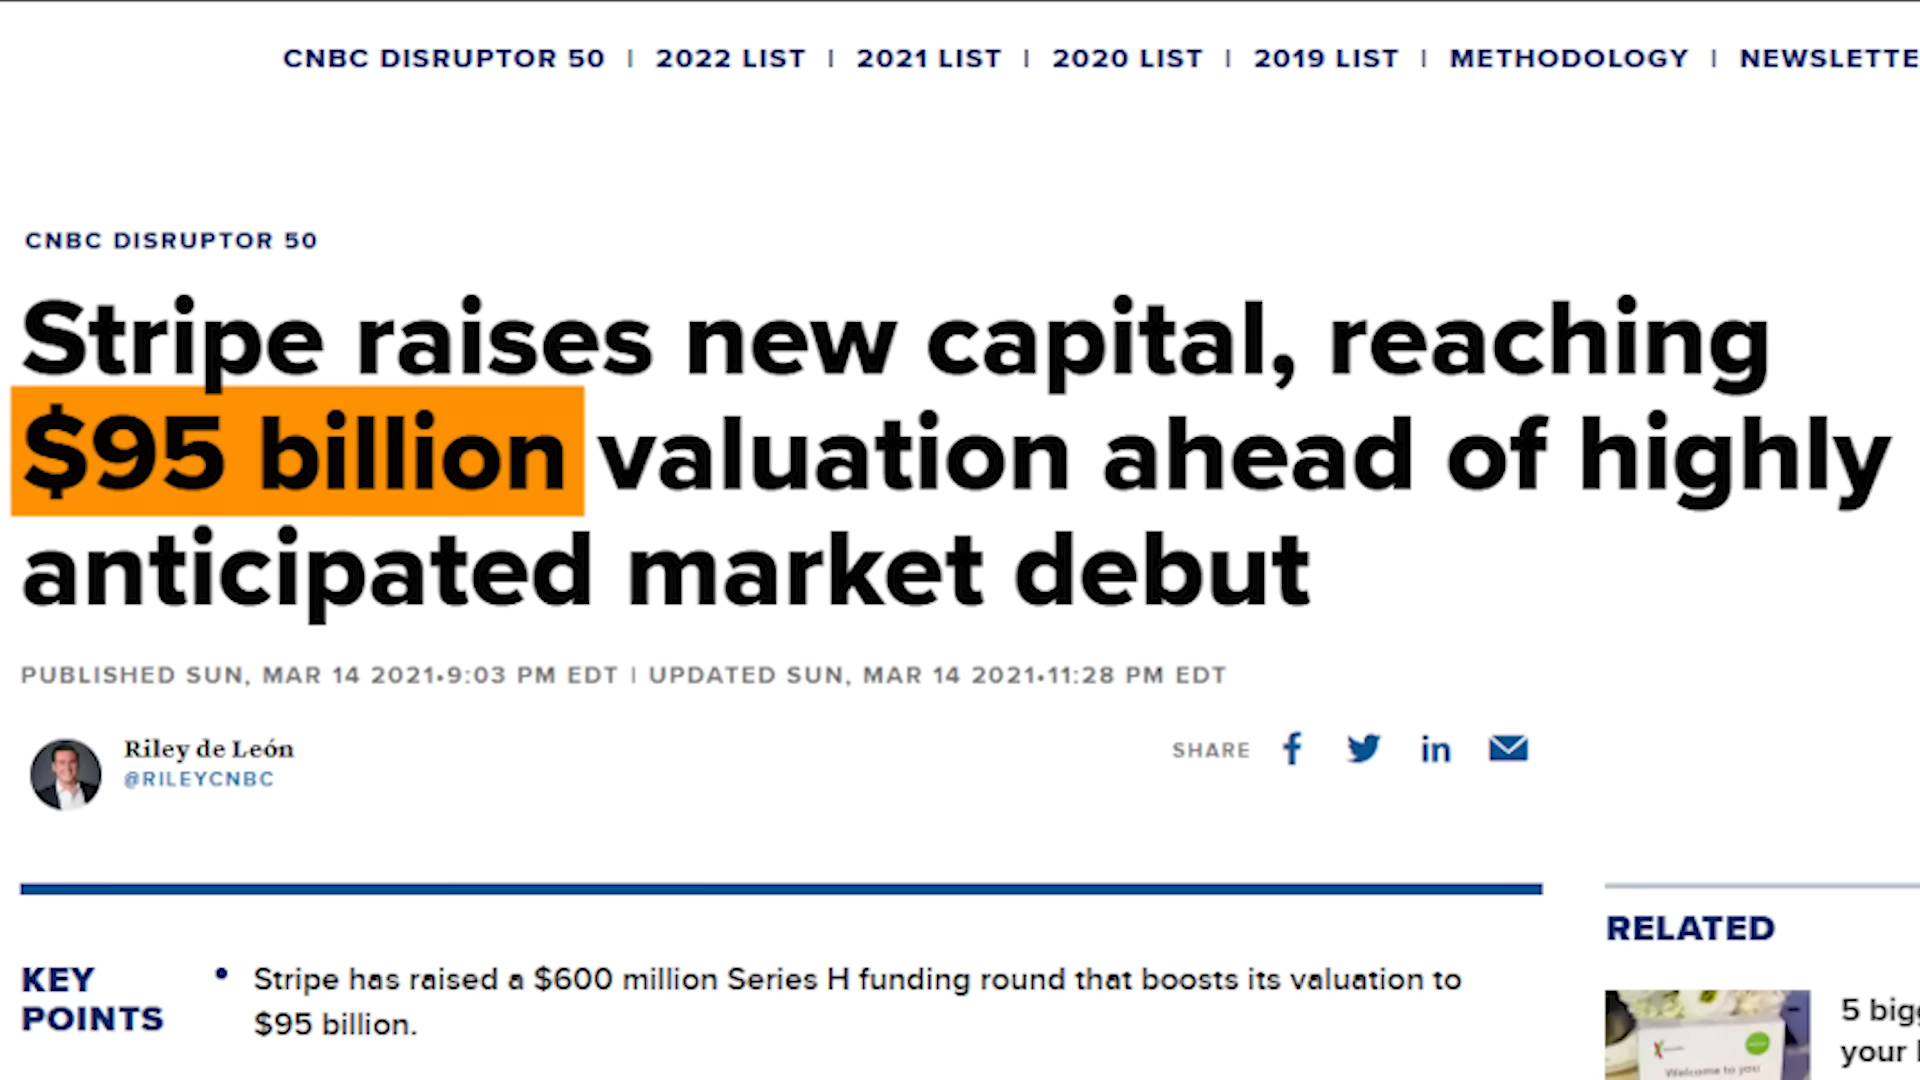 CNBC DISRUPTOR 50 | 2022 LIST | 2021 LIST | 2020 LIST | 2019 LIST | METHODOLOGY | NEWSLETTE
CNBC DISRUPTOR 50
Stripe raises new capital, reaching
$95 billion valuation ahead of highly
anticipated market debut
PUBLISHED SUN, MAR 14 2021•9:03 PM EDT | UPDATED SUN, MAR 14 2021•11:28 PM EDT
Riley de León
@RILEYCNBC
SHARE
KEY
POINTS
• Stripe has raised a $600 million Series H funding round that boosts its valuation to
$95 billion.
RELATED
5 big
your
Welcome to you